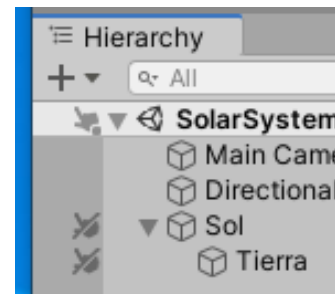 Hierarchy
All
SolarSystem
Main Came
Directional
Sol
Tierra